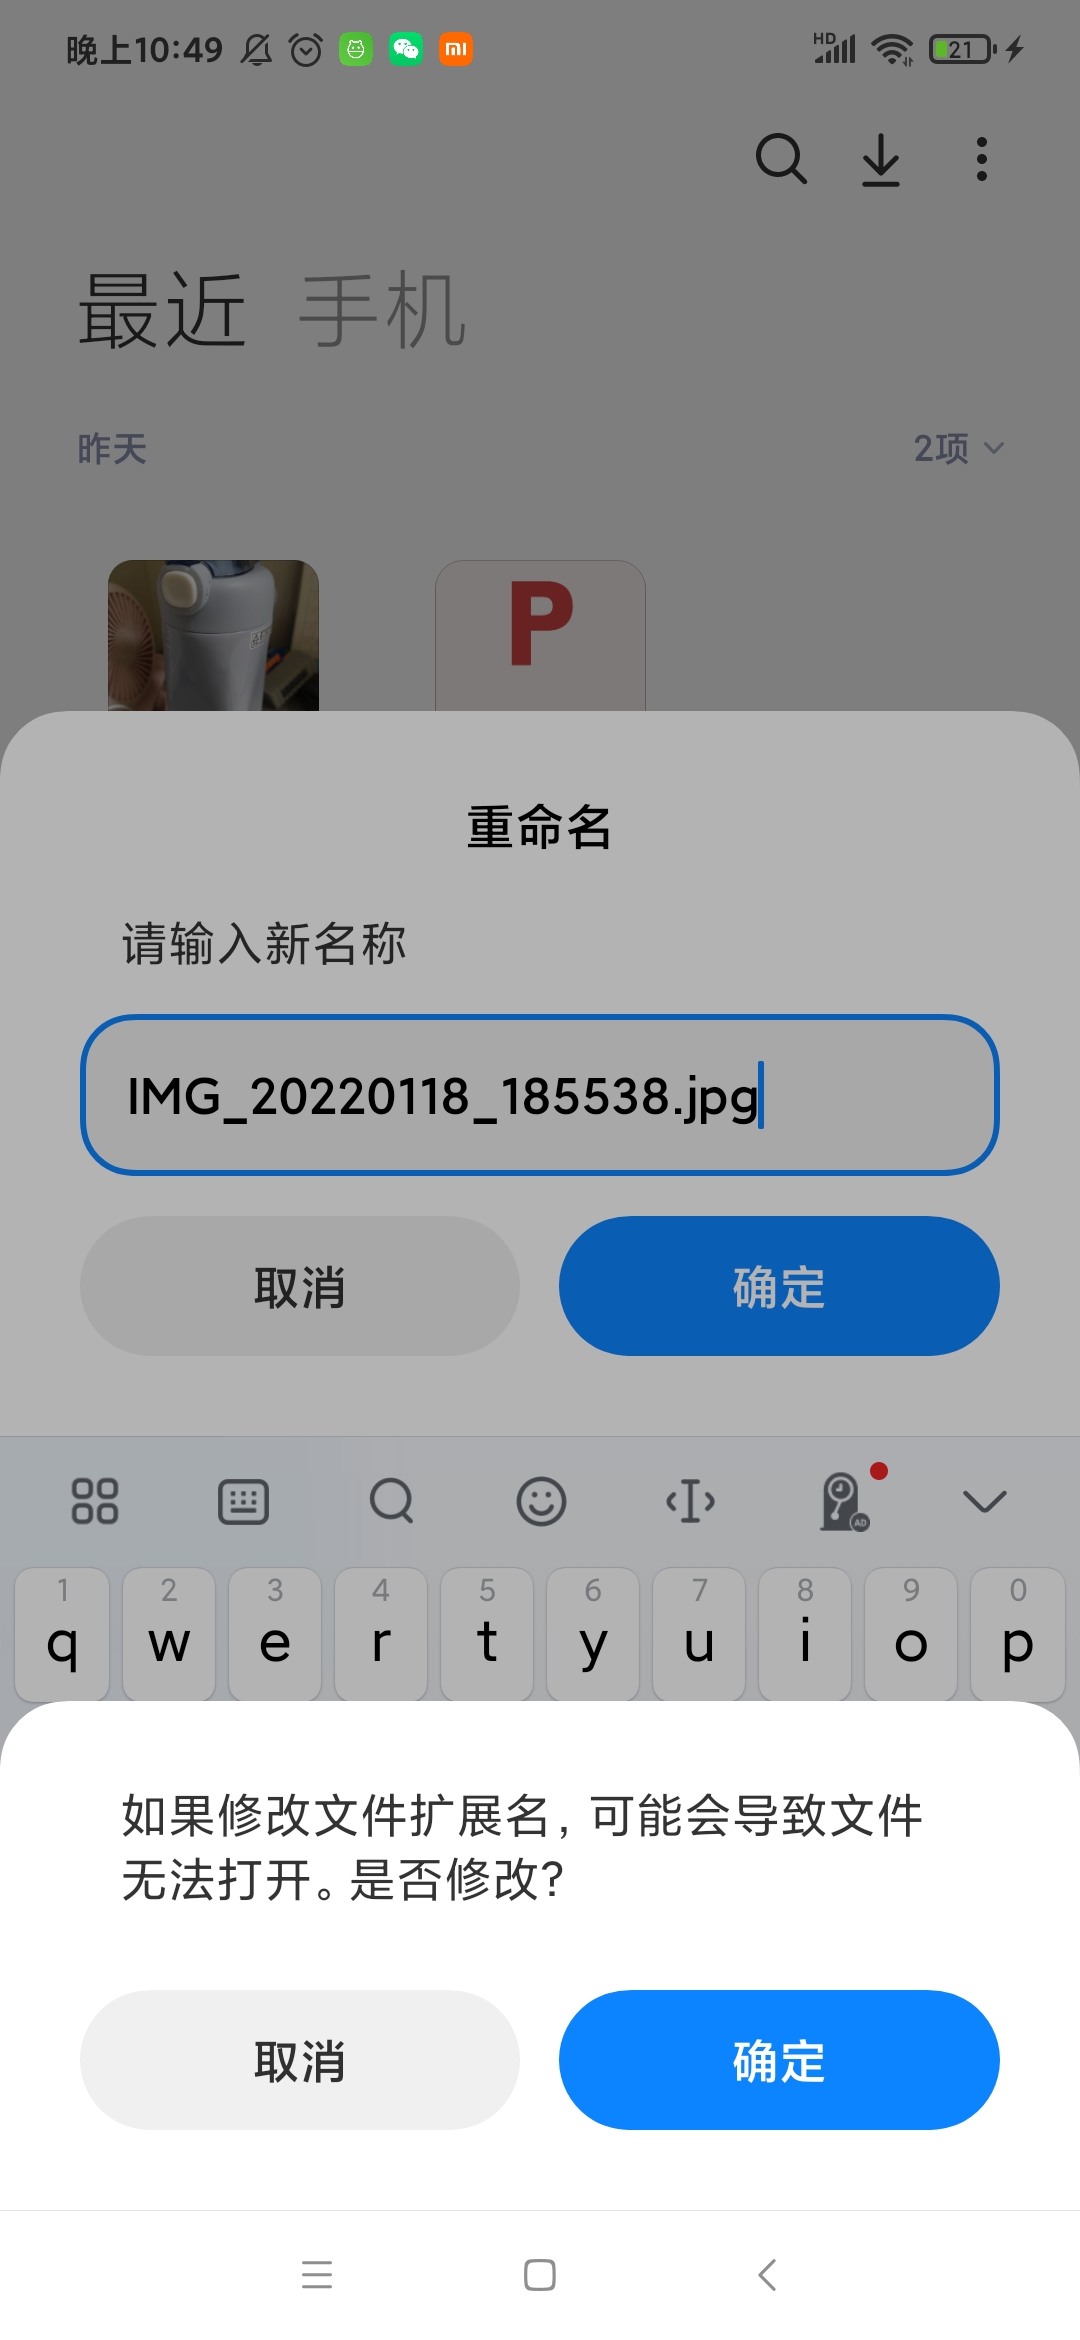 晚上10:49
HD
21
最近 手机
昨天
2项
P
重命名
请输入新名称
IMG_20220118_185538.jpg
取消
确定
AD
1 2 3 4 5 6 7 8 9 0
q w e r t y u i o p
如果修改文件扩展名,可能会导致文件
无法打开。是否修改?
取消
确定